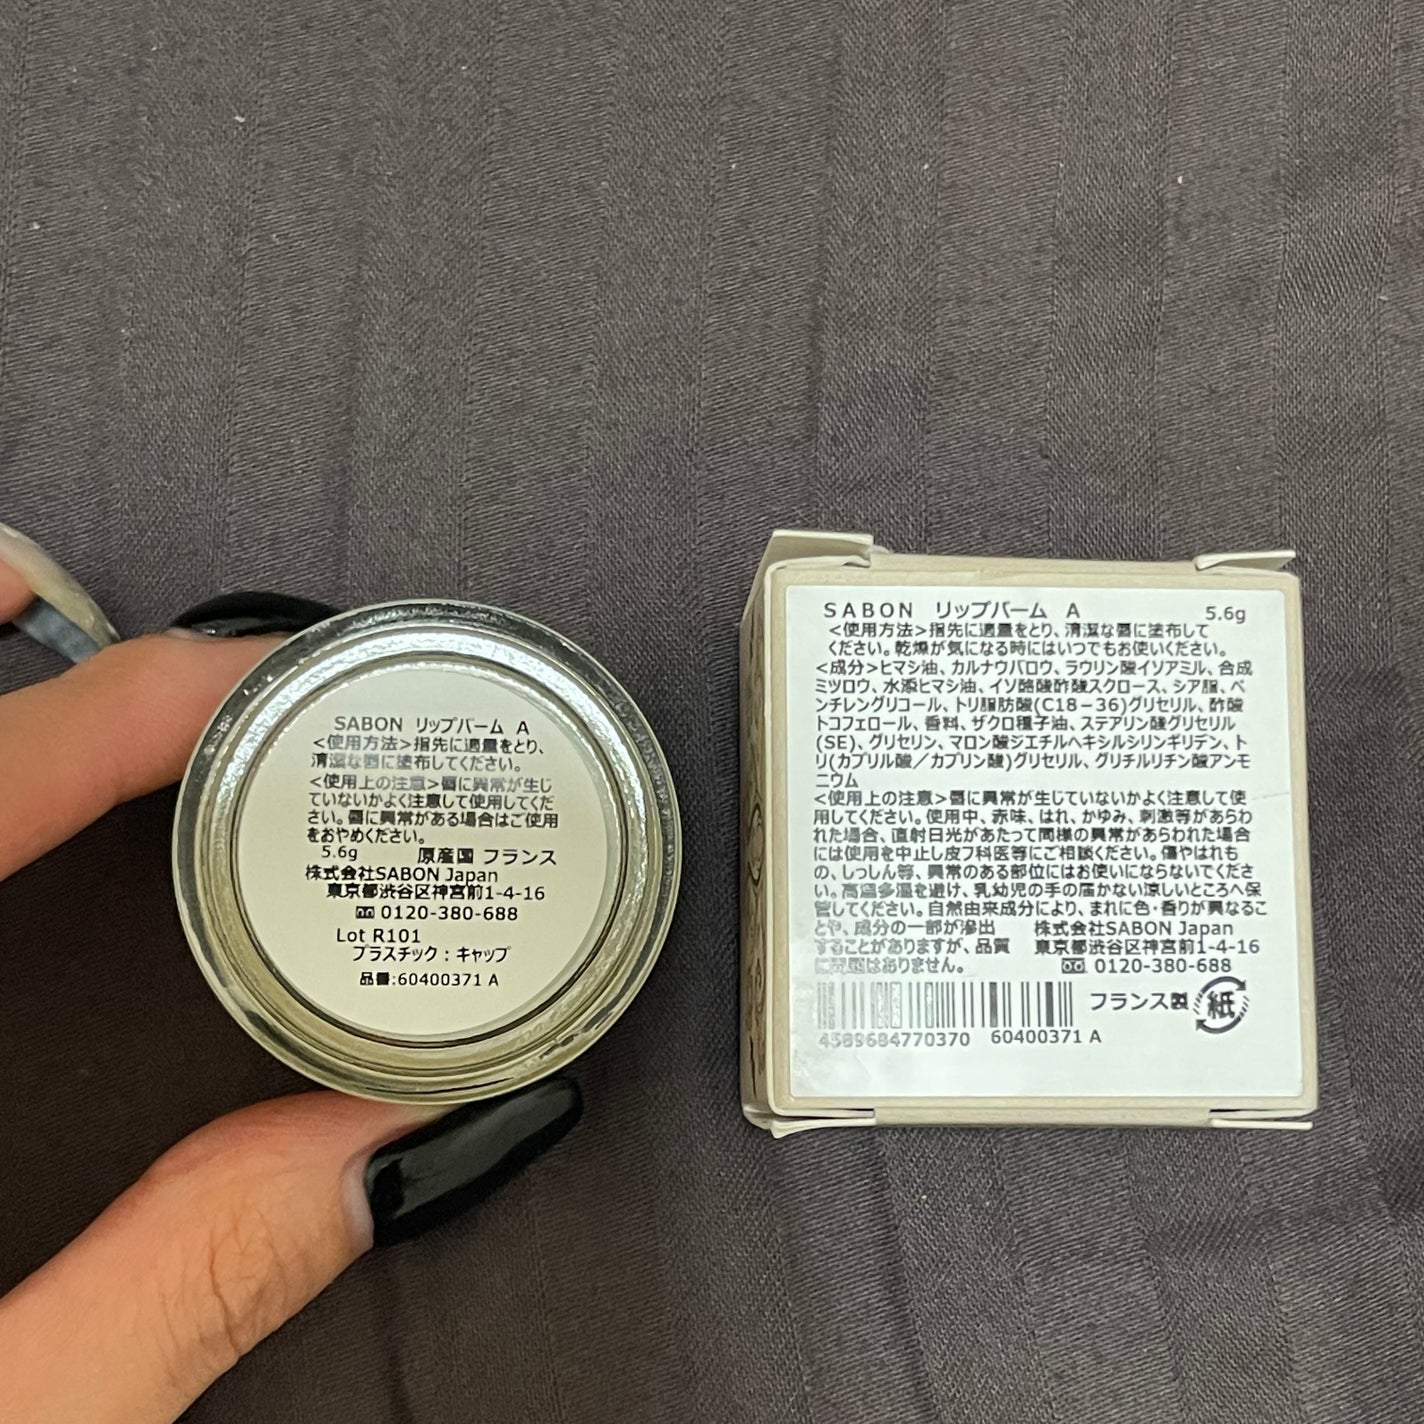 SABON リップバーム A
<使用方法>指先に適量をとり、
清潔な唇に塗布してください。
<使用上の注意>唇に異常が生じ
ていないかよく注意して使用してくだ
さい。唇に異常がある場合はご使用
をおやめください。
5.6g 原産国 フランス
株式会社SABON Japan
東京都渋谷区神宮前1-4-16
0120-380-688
Lot R101
プラスチック：キャップ
品番:60400371 A
SABON リップバーム A 5.6g
<使用方法>指先に適量をとり、清潔な唇に塗布して
ください。乾燥が気になる時にはいつでもお使いください。
<成分>ヒマシ油、カルナウバロウ、ラウリン酸イソアミル、合成
ミツロウ、水添ヒマシ油、イソ酪酸酢酸スクロース、シア脂、ペ
ンチレングリコール、トリ脂肪酸(C18－36)グリセリル、酢酸
トコフェロール、香料、ザクロ種子油、ステアリン酸グリセリル
(SE)、グリセリン、マロン酸ジエチルヘキシルシリンギリデン、ト
リ(カプリル酸／カプリン酸)グリセリル、グリチルリチン酸アンモ
ニウム
<使用上の注意>唇に異常が生じていないかよく注意して使
用してください。使用中、赤味、はれ、かゆみ、刺激等があらわ
れた場合、直射日光があたって同様の異常があらわれた場合
には使用を中止し皮フ科医等にご相談ください。傷やはれも
の、しっしん等、異常のある部位にはお使いにならないでくださ
い。高温多湿を避け、乳幼児の手の届かない涼しいところへ保
管してください。自然由来成分により、まれに色・香りが異なるこ
とや、成分の一部が滲出
することがありますが、品質
に問題はありません。
株式会社SABON Japan
東京都渋谷区神宮前1-4-16
0120-380-688
フランス製 紙
4589684770370 60400371 A